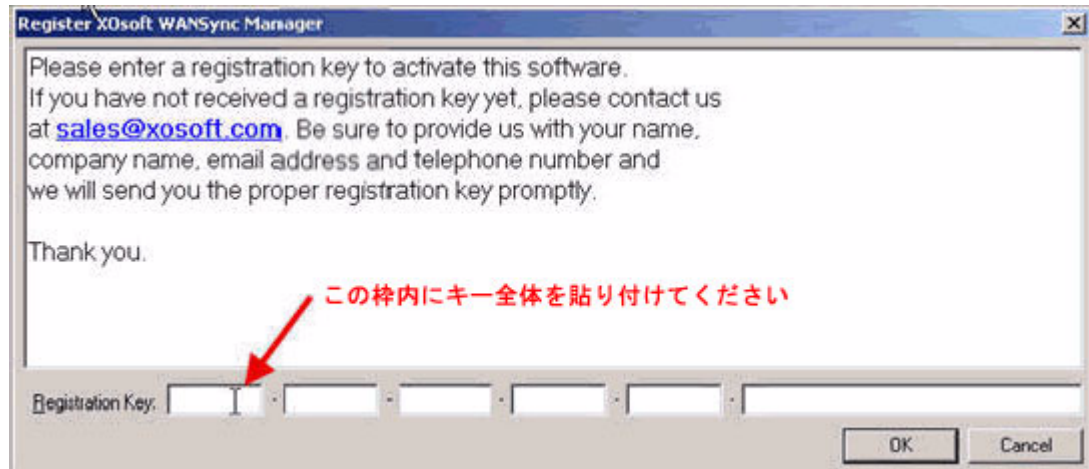 Register XOsoft WANSync Manager
Please enter a registration key to activate this software.
If you have not received a registration key yet, please contact us
at sales@xosoft.com. Be sure to provide us with your name,
company name, email address and telephone number and
we will send you the proper registration key promptly.
Thank you.
この枠内にキー全体を貼り付けてください
Registration Key: - - - - -
OK Cancel